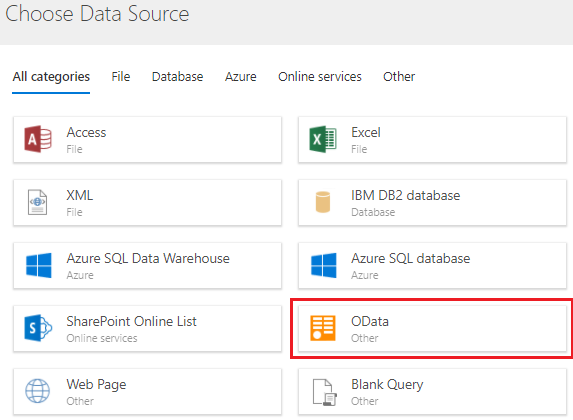 Choose Data Source
All categories File Database Azure Online services Other
Access Excel
File File
XML IBM DB2 database
File Database
Azure SQL Data Warehouse Azure SQL database
Azure Azure
SharePoint Online List OData
Online services Other
Web Page Blank Query
Other Other